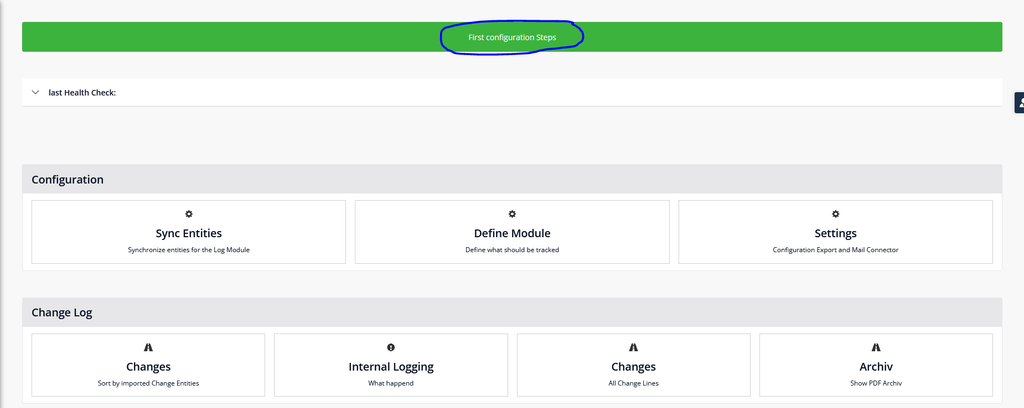 First configuration Steps
last Health Check:
Configuration
Sync Entities
Synchronize entities for the Log Module
Define Module
Define what should be tracked
Settings
Configuration Export and Mail Connector
Change Log
Changes
Sort by imported Change Entities
Internal Logging
What happend
Changes
All Change Lines
Archiv
Show PDF Archiv